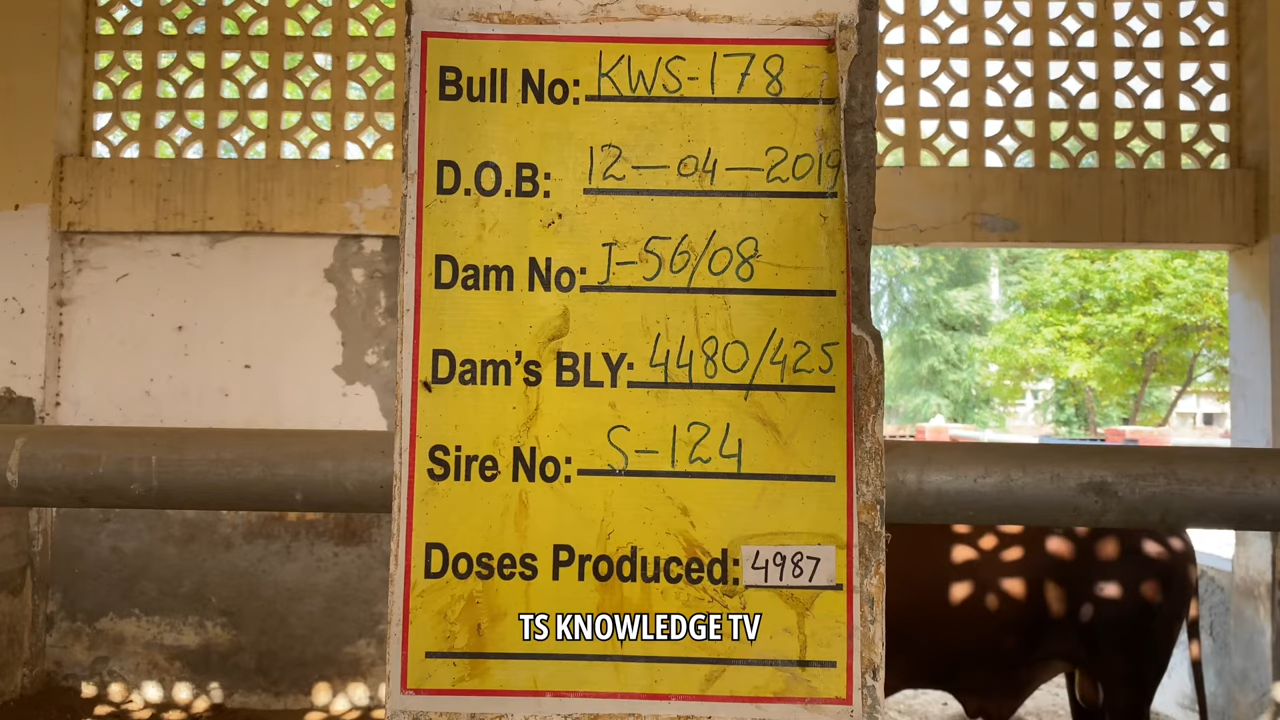 Bull No: KWS-178
D.O.B: 12-04-2019
Dam No: J-56/08
Dam's BLY: 4480/425
Sire No: S-124
Doses Produced: 4987
TS KNOWLEDGE TV